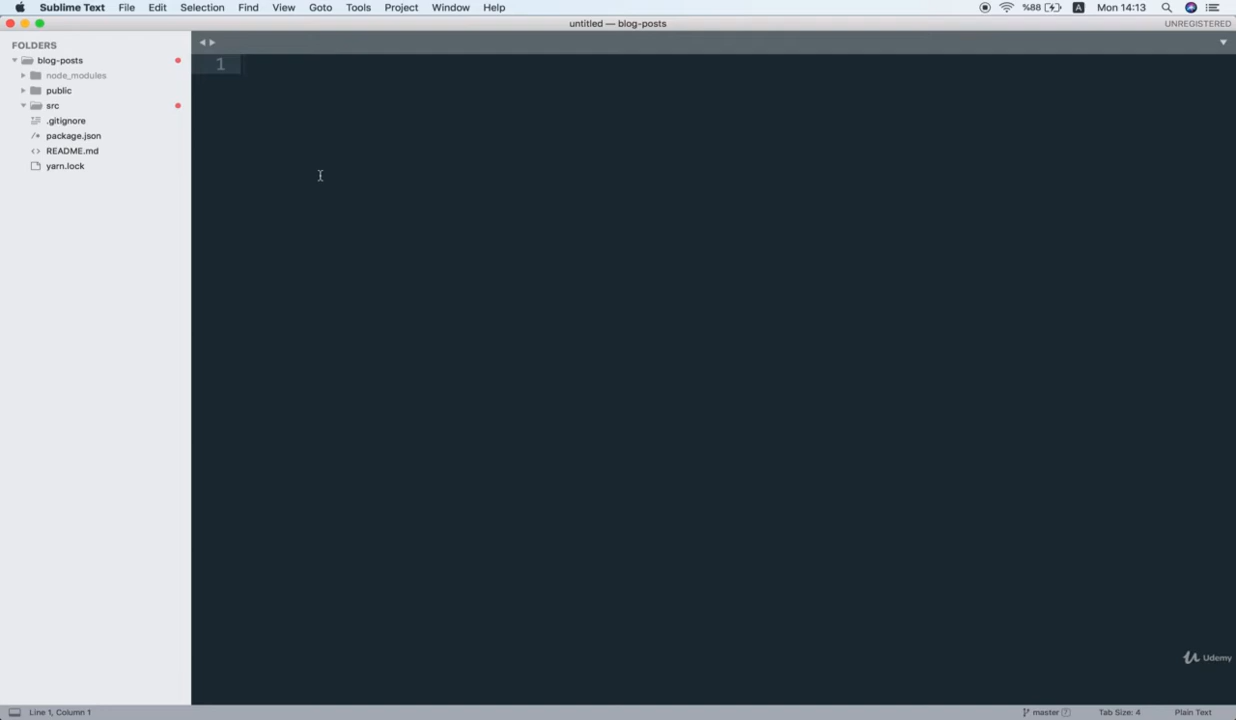 Sublime Text File Edit Selection Find View Goto Tools Project Window Help %88 A Mon 14:13
untitled — blog-posts UNREGISTERED
FOLDERS
blog-posts
node_modules
public
src
.gitignore
package.json
README.md
yarn.lock
1
Udemy
Line 1, Column 1 master 7 Tab Size: 4 Plain Text